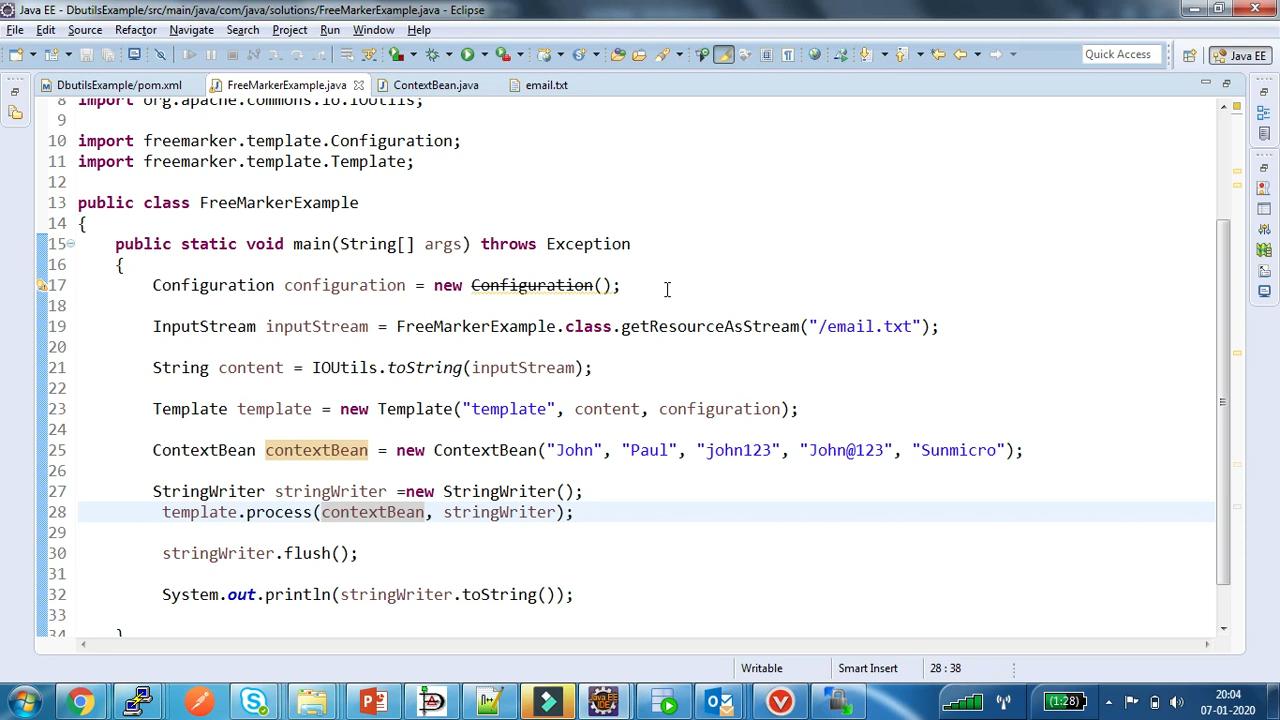 Java EE - DbutilsExample/src/main/java/com/java/solutions/FreeMarkerExample.java - Eclipse
File Edit Source Refactor Navigate Search Project Run Window Help
Quick Access Java EE
DbutilsExample/pom.xml FreeMarkerExample.java ContextBean.java email.txt
8 import org.apache.commons.io.IOUtils;
9
10 import freemarker.template.Configuration;
11 import freemarker.template.Template;
12
13 public class FreeMarkerExample
14 {
15 public static void main(String[] args) throws Exception
16 {
17 Configuration configuration = new Configuration();
18
19 InputStream inputStream = FreeMarkerExample.class.getResourceAsStream("/email.txt");
20
21 String content = IOUtils.toString(inputStream);
22
23 Template template = new Template("template", content, configuration);
24
25 ContextBean contextBean = new ContextBean("John", "Paul", "john123", "John@123", "Sunmicro");
26
27 StringWriter stringWriter =new StringWriter();
28 template.process(contextBean, stringWriter);
29
30 stringWriter.flush();
31
32 System.out.println(stringWriter.toString());
33
34 }
Writable Smart Insert 28 : 38
Java EE IDE
(1:28)
20:04
07-01-2020